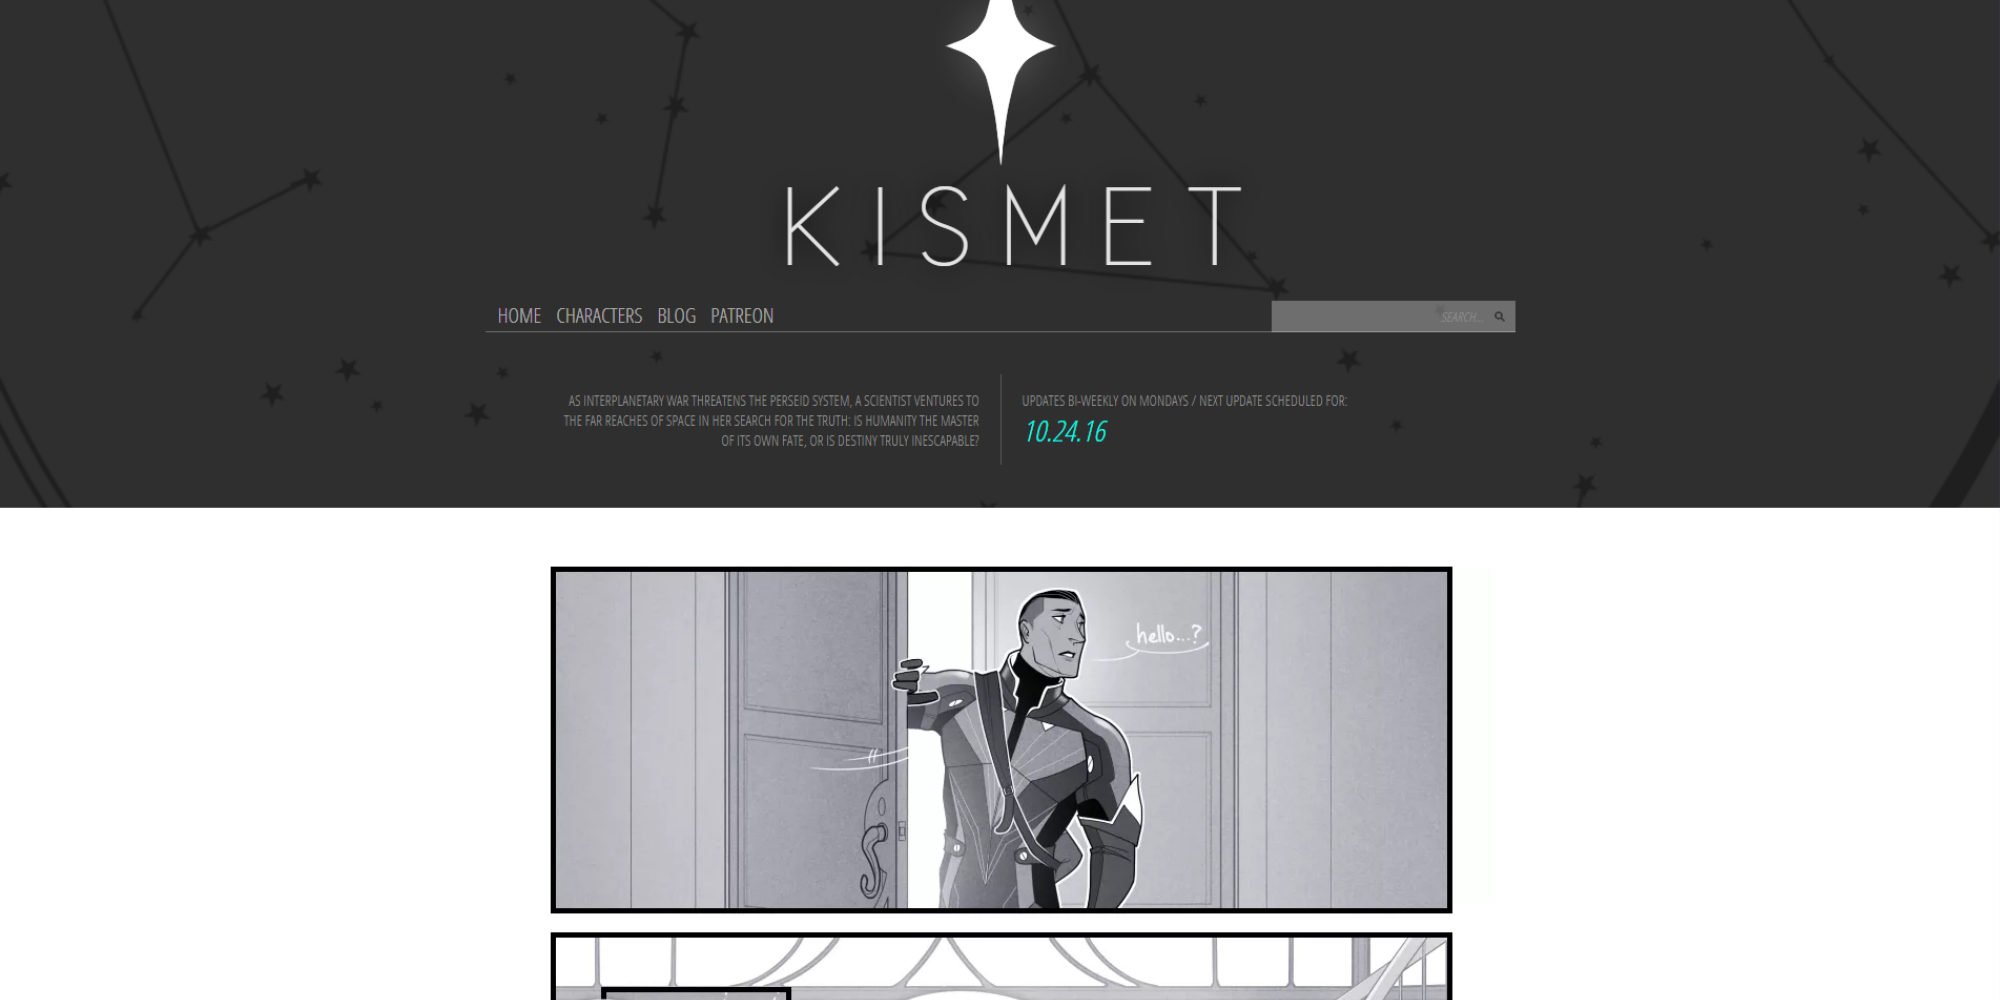 KISMET
HOME CHARACTERS BLOG PATREON
SEARCH...
AS INTERPLANETARY WAR THREATENS THE PERSEID SYSTEM, A SCIENTIST VENTURES TO
THE FAR REACHES OF SPACE IN HER SEARCH FOR THE TRUTH: IS HUMANITY THE MASTER
OF ITS OWN FATE, OR IS DESTINY TRULY INESCAPABLE?
UPDATES BI-WEEKLY ON MONDAYS / NEXT UPDATE SCHEDULED FOR:
10.24.16
hello...?